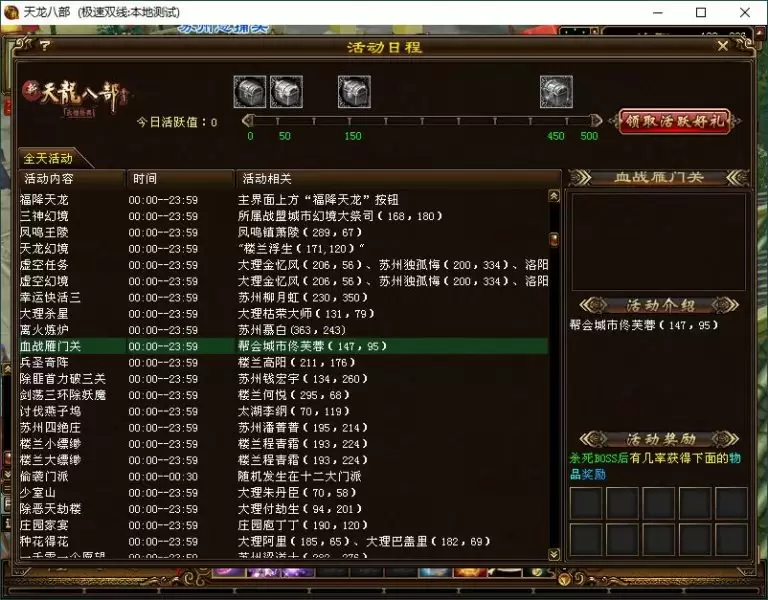 天龙八部 (极速双线:本地测试)
?
活动日程
新天龍八部
今日活跃值：0
0 50 150 450 500
领取活跃好礼
全天活动
活动内容 时间 活动相关
福降天龙 00:00--23:59 主界面上方“福降天龙”按钮
三神幻境 00:00--23:59 所属战盟城市幻境大祭司(168,180)
凤鸣王陵 00:00--23:59 凤鸣镇萧陵(289,67)
天龙幻境 00:00--23:59 “楼兰浮生(171,120)“
虚空任务 00:00--23:59 大理金忆风(206,56)、苏州独孤悔(200,334)、洛阳
虚空幻境 00:00--23:59 大理金忆风(206,56)、苏州独孤悔(200,334)、洛阳
幸运快活三 00:00--23:59 苏州柳月虹(230,350)
大理杀星 00:00--23:59 大理枯荣大师(131,79)
离火炼炉 00:00--23:59 苏州慕白(363,243)
血战雁门关 00:00--23:59 帮会城市佟芙蓉(147,95)
兵圣奇阵 00:00--23:59 楼兰高阳(211,176)
除匪首力破三关 00:00--23:59 苏州钱宏宇(134,260)
剑荡三环除妖魔 00:00--23:59 楼兰何悦(295,68)
讨伐燕子坞 00:00--23:59 太湖李纲(70,119)
苏州四绝庄 00:00--23:59 苏州潘普普(195,214)
楼兰小缥缈 00:00--23:59 楼兰程青霜(193,224)
楼兰大缥缈 00:00--23:59 楼兰程青霜(193,224)
偷袭门派 00:00--00:30 随机发生在十二大门派
少室山 00:00--23:59 大理朱丹臣(70,58)
除恶天劫楼 00:00--23:59 大理付劫生(94,201)
庄园家宴 00:00--23:59 庄园庖丁丁(190,120)
种花得花 00:00--23:59 大理阿里(185,65)、大理巴盖里(182,69)
血战雁门关
活动介绍
帮会城市佟芙蓉(147,95)
活动奖励
杀死BOSS后有几率获得下面的物
品奖励